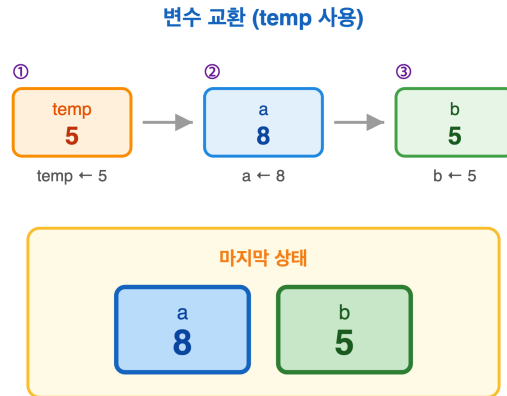 변수 교환 (temp 사용)
① ② ③
temp a b
5 8 5
temp ← 5 a ← 8 b ← 5
마지막 상태
a b
8 5